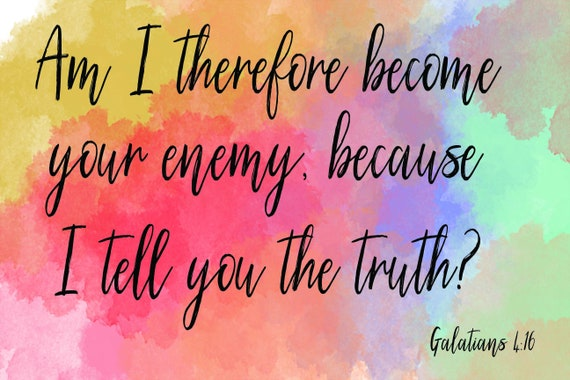 Am I therefore become
your enemy, because
I tell you the truth?
Galatians 4:16